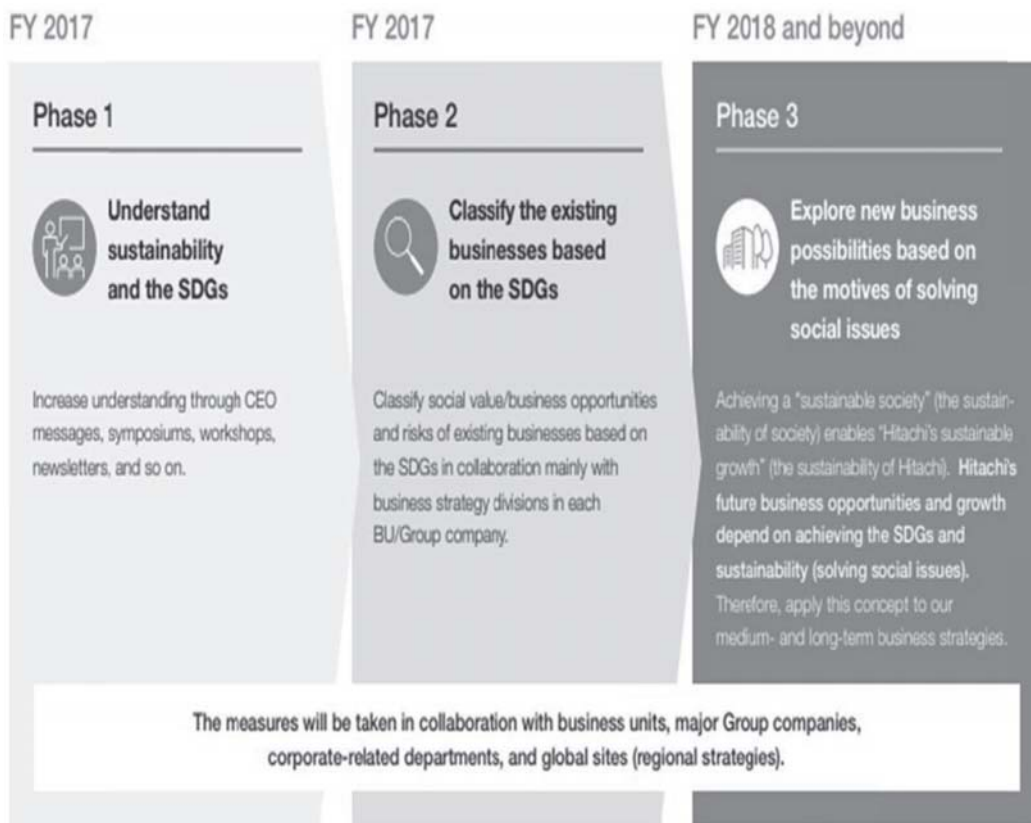 FY 2017
Phase 1
Understand
sustainability
and the SDGs
Increase understanding through CEO
messages, symposiums, workshops,
newsletters, and so on.
FY 2017
Phase 2
Classify the existing
businesses based
on the SDGs
Classify social value/business opportunities
and risks of existing businesses based on
the SDGs in collaboration mainly with
business strategy divisions in each
BU/Group company.
FY 2018 and beyond
Phase 3
Explore new business
possibilities based on
the motives of solving
social issues
Achieving a "sustainable society" (the sustain-
ability of society) enables "Hitachi's sustainable
growth" (the sustainability of Hitachi). Hitachi's
future business opportunities and growth
depend on achieving the SDGs and
sustainability (solving social issues).
Therefore, apply this concept to our
medium- and long-term business strategies.
The measures will be taken in collaboration with business units, major Group companies,
corporate-related departments, and global sites (regional strategies).